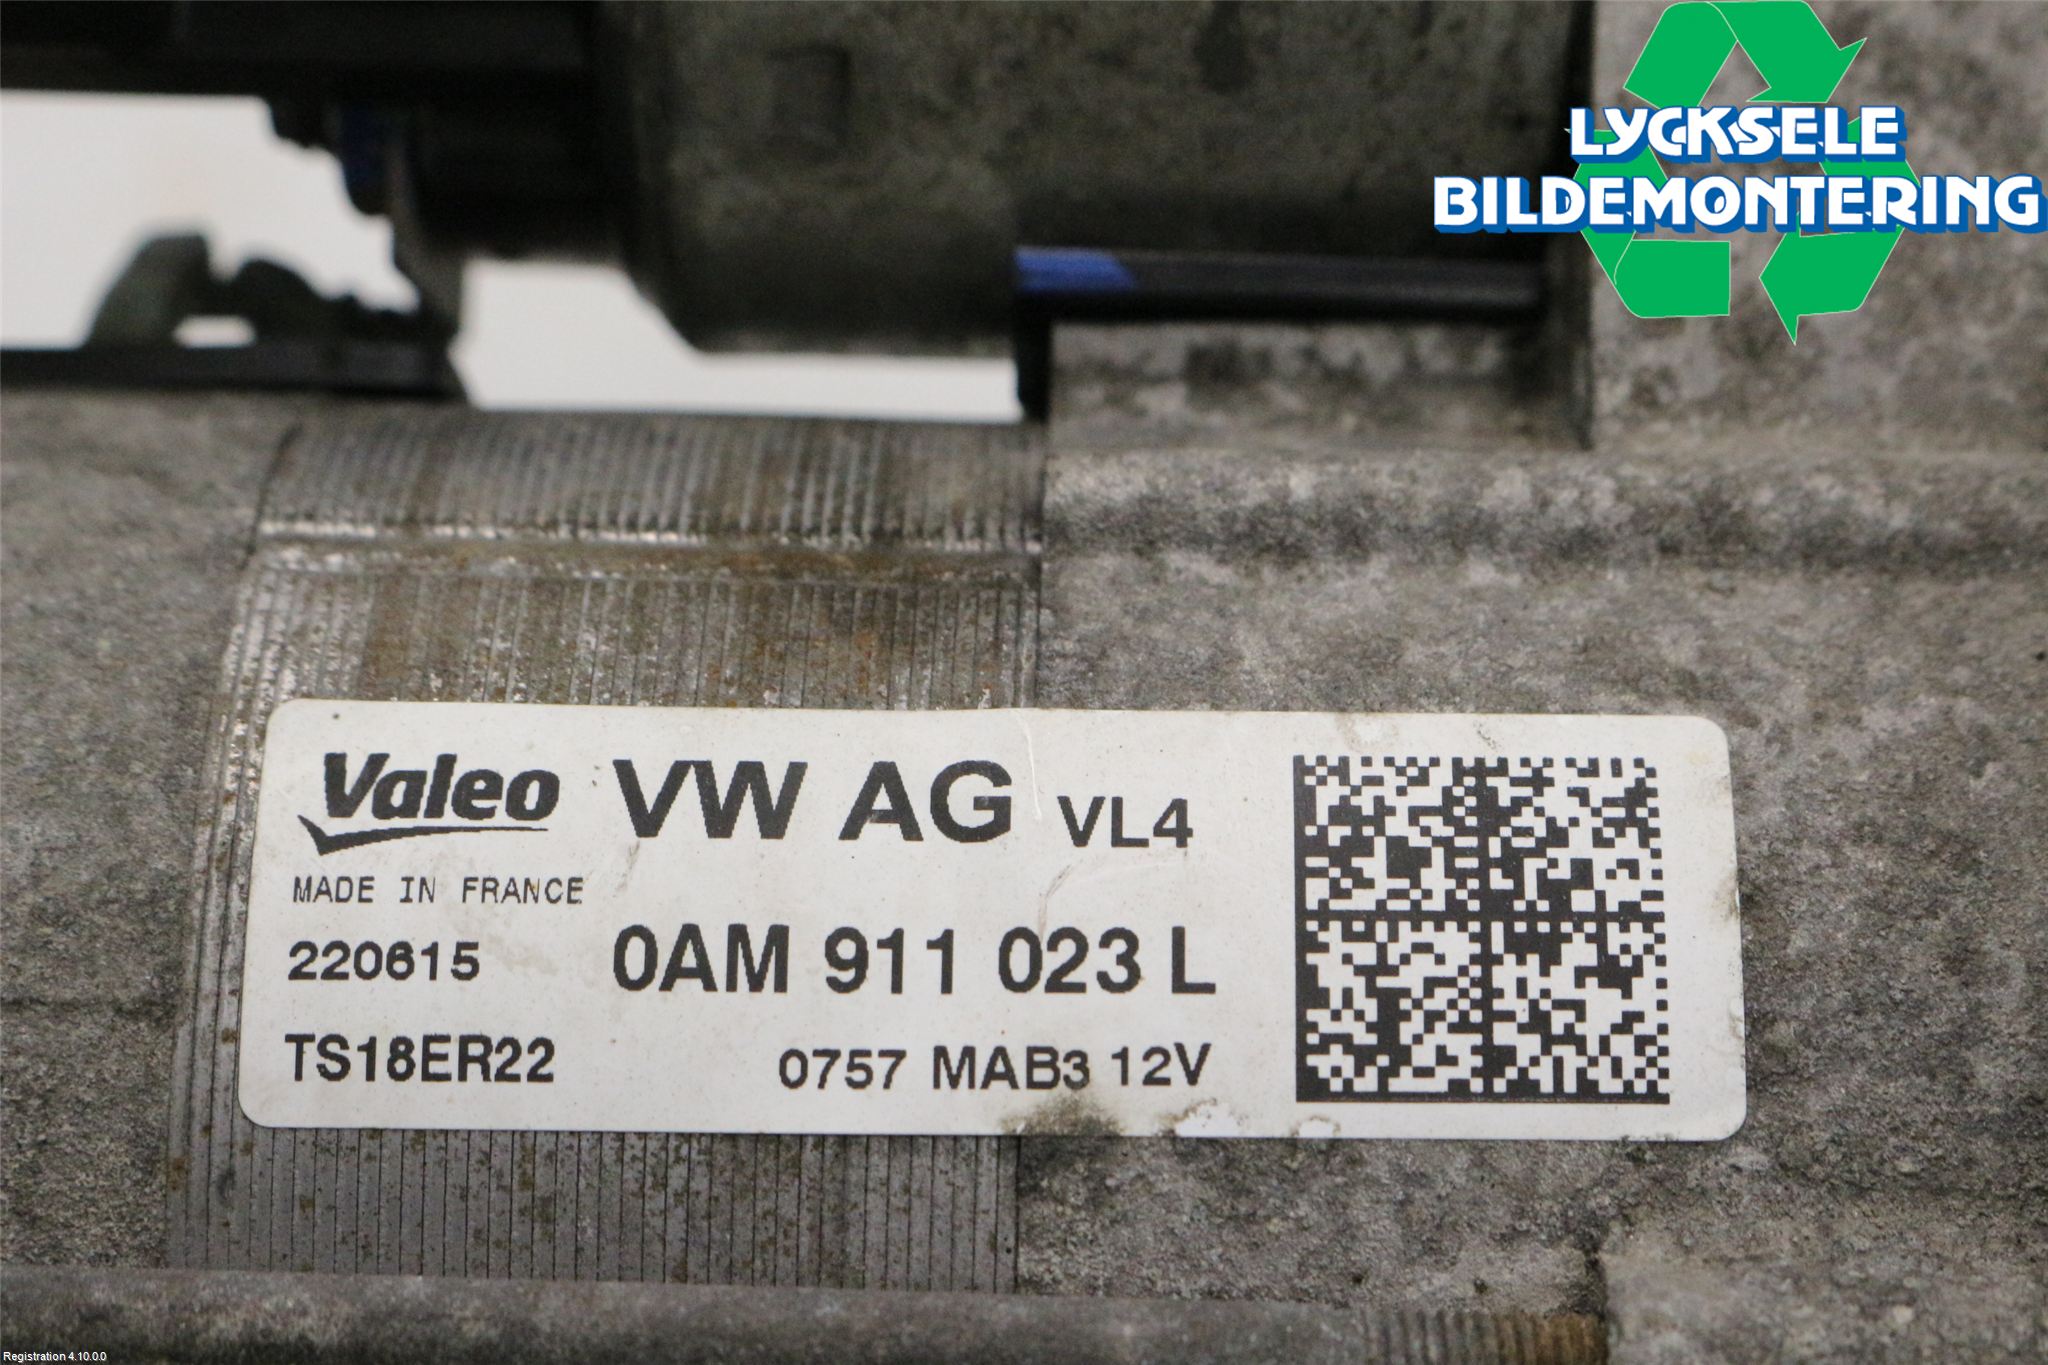 LYCKSELE
BILDEMONTERING
Valeo VW AG VL4
MADE IN FRANCE
220615 0AM 911 023 L
TS18ER22 0757 MAB3 12V
Registration 4.10.0.0